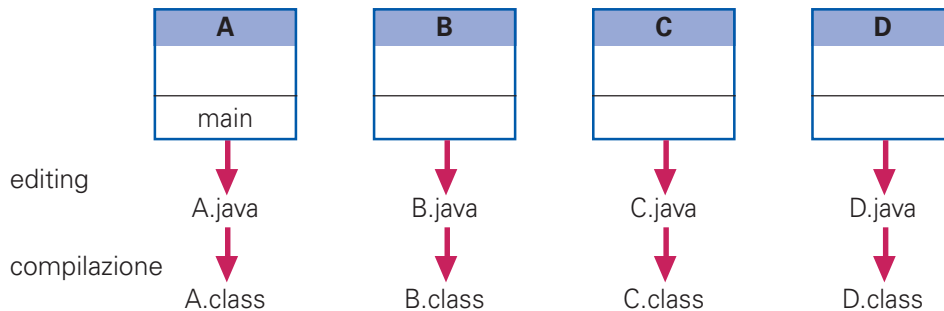 A B C D
main
editing
A.java B.java C.java D.java
compilazione
A.class B.class C.class D.class